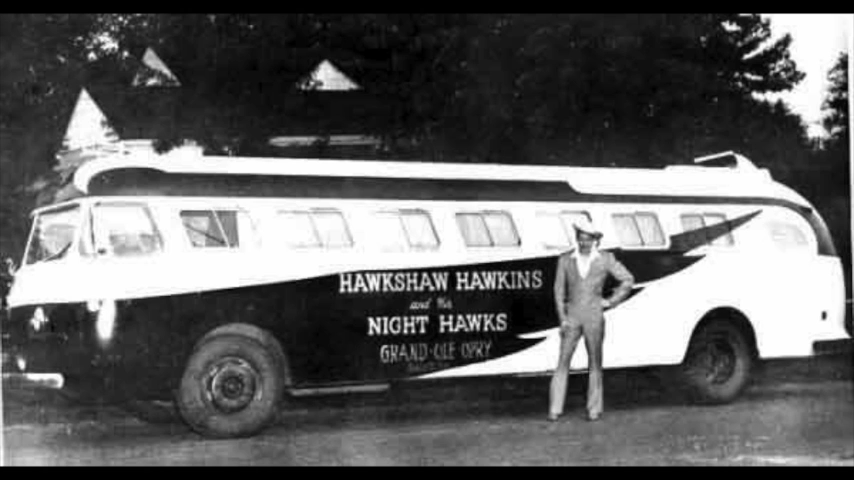 HAWKSHAW HAWKINS
and his
NIGHT HAWKS
GRAND-OLE OPRY